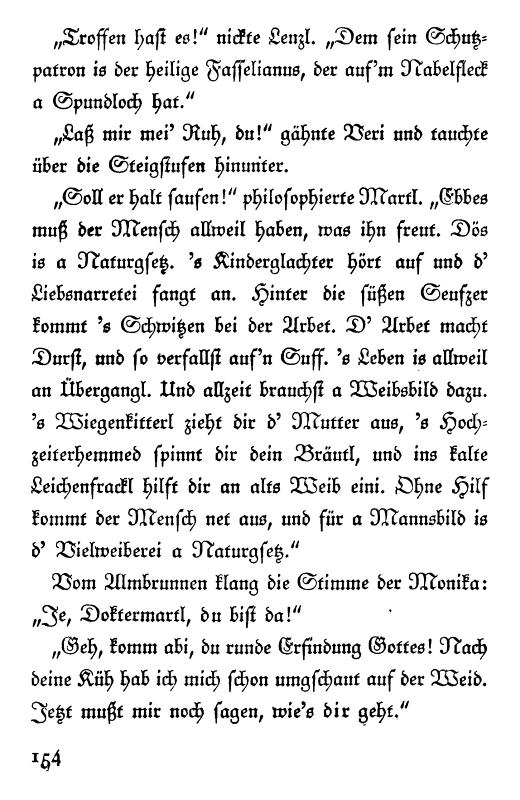 „Troffen hast es!“ nickte Lenzl. „Dem sein Schutz-
patron is der heilige Fasselianus, der auf'm Nabelfleck
a Spundloch hat.“
„Laß mir mei' Ruh, du!“ gähnte Veri und tauchte
über die Steigstufen hinunter.
„Soll er halt saufen!“ philosophierte Martl. „Ebbes
muß der Mensch allweil haben, was ihn freut. Dös
is a Naturgsetz. 's Kinderglachter hört auf und d'
Liebsnarretei fangt an. Hinter die süßen Seufzer
kommt 's Schwitzen bei der Arbet. D' Arbet macht
Durst, und so verfallst auf'n Suff. 's Leben is allweil
an Übergangl. Und allzeit brauchst a Weibsbild dazu.
's Wiegenkitterl zieht dir d' Mutter aus, 's Hoch-
zeiterhemmed spinnt dir dein Bräutl, und ins kalte
Leichenfrackl hilft dir an alts Weib eini. Ohne Hilf
kommt der Mensch net aus, und für a Mannsbild is
d' Vielweiberei a Naturgsetz.“
Vom Almbrunnen klang die Stimme der Monika:
„Je, Doktermartl, du bist da!“
„Geh, komm abi, du runde Erfindung Gottes! Nach
deine Küh hab ich mich schon umgschaut auf der Weid.
Jetzt mußt mir noch sagen, wie's dir geht.“
154